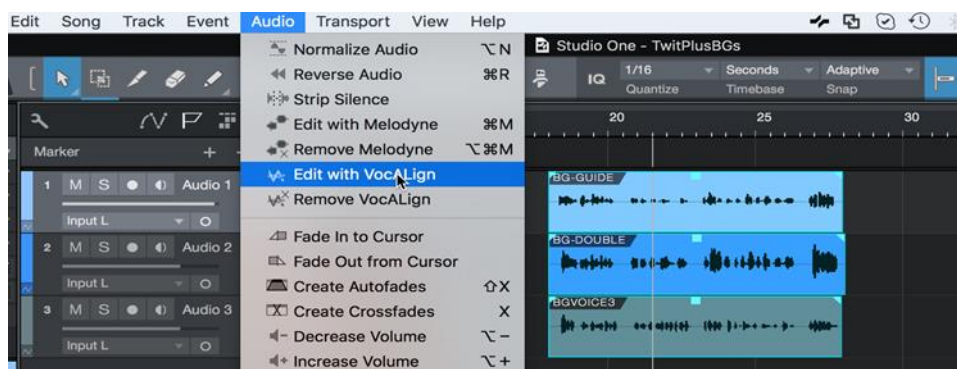 Edit Song Track Event Audio Transport View Help
Normalize Audio ⌥ N
Reverse Audio ⌘R
Strip Silence
Edit with Melodyne ⌘M
Remove Melodyne ⌥⌘M
Edit with VocALign
Remove VocALign
Fade In to Cursor
Fade Out from Cursor
Create Autofades ⇧X
Create Crossfades X
Decrease Volume ⌥ –
Increase Volume ⌥ +
Studio One - TwitPlusBGs
IQ
1/16 Seconds Adaptive
Quantize Timebase Snap
20 25 30
Marker +
1 M S Audio 1
Input L
2 M S Audio 2
Input L
3 M S Audio 3
Input L
BG-GUIDE
BG-DOUBLE
BGVOICE3